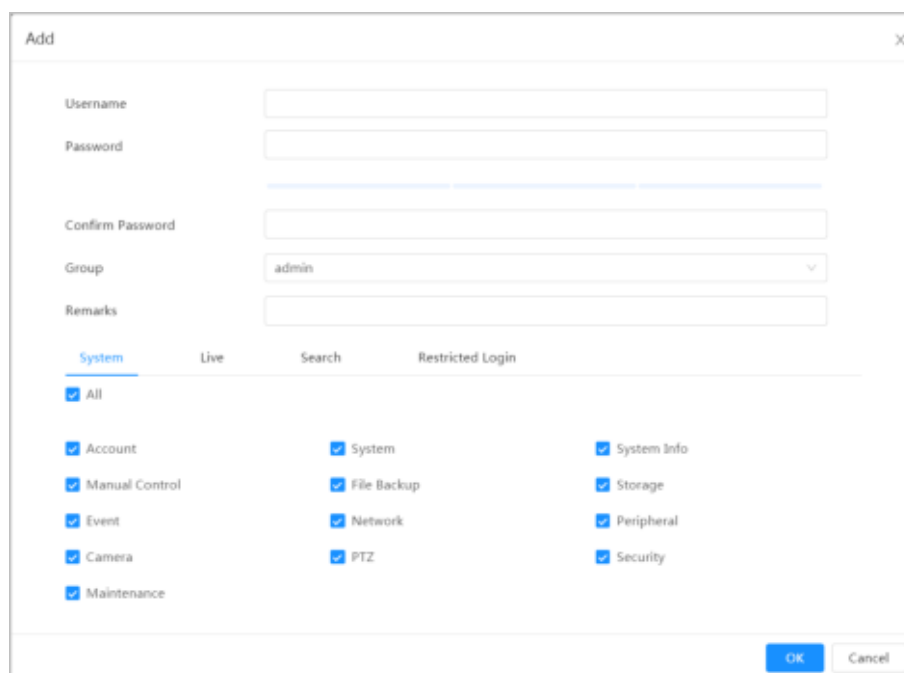 Add
Username
Password
Confirm Password
Group admin
Remarks
System Live Search Restricted Login
All
Account System System Info
Manual Control File Backup Storage
Event Network Peripheral
Camera PTZ Security
Maintenance
OK Cancel